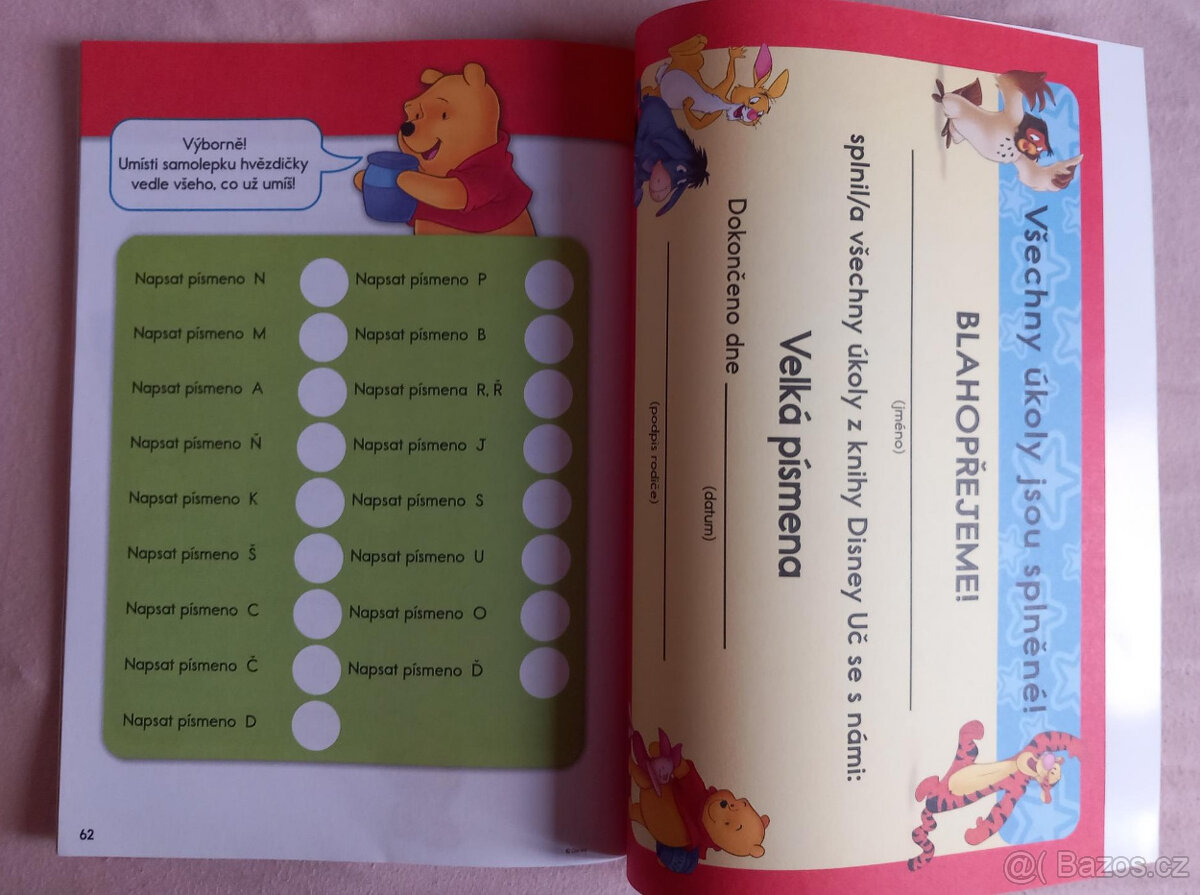 Výborně!
Umísti samolepku hvězdičky
vedle všeho, co už umíš!
Napsat písmeno N
Napsat písmeno M
Napsat písmeno A
Napsat písmeno Ň
Napsat písmeno K
Napsat písmeno Š
Napsat písmeno C
Napsat písmeno Č
Napsat písmeno D
Napsat písmeno P
Napsat písmeno B
Napsat písmena R, Ř
Napsat písmeno J
Napsat písmeno S
Napsat písmeno U
Napsat písmeno O
Napsat písmeno Ď
62
Všechny úkoly jsou splněné!
BLAHOPŘEJEME!
(jméno)
splnil/a všechny úkoly z knihy Disney Uč se s námi:
Velká písmena
Dokončeno dne
(datum)
(podpis rodiče)
@( Bazos.cz